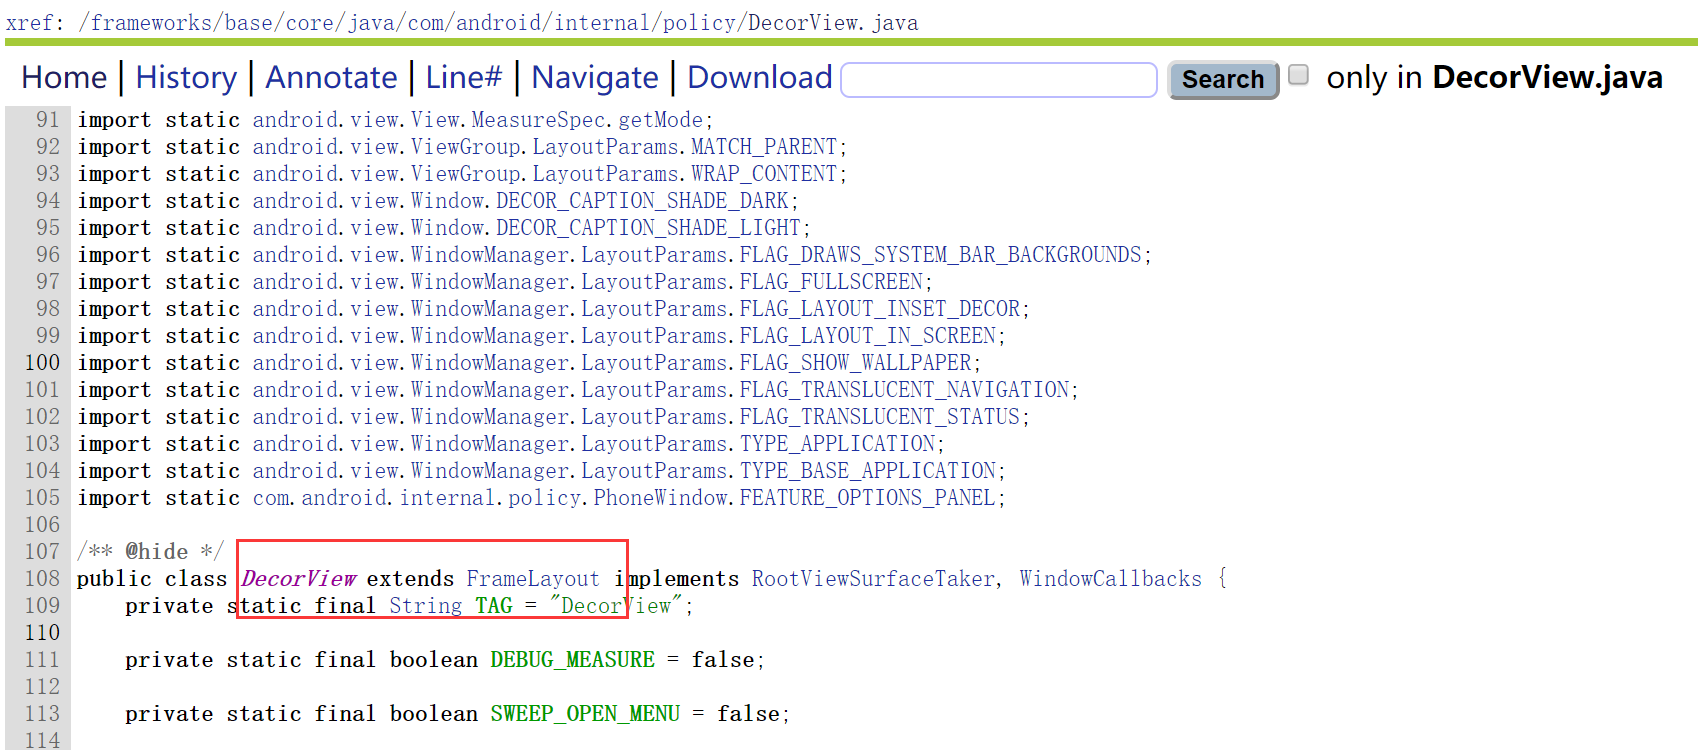 xref: /frameworks/base/core/java/com/android/internal/policy/DecorView.java
Home | History | Annotate | Line# | Navigate | Download Search only in DecorView.java
91 import static android.view.View.MeasureSpec.getMode;
92 import static android.view.ViewGroup.LayoutParams.MATCH_PARENT;
93 import static android.view.ViewGroup.LayoutParams.WRAP_CONTENT;
94 import static android.view.Window.DECOR_CAPTION_SHADE_DARK;
95 import static android.view.Window.DECOR_CAPTION_SHADE_LIGHT;
96 import static android.view.WindowManager.LayoutParams.FLAG_DRAWS_SYSTEM_BAR_BACKGROUNDS;
97 import static android.view.WindowManager.LayoutParams.FLAG_FULLSCREEN;
98 import static android.view.WindowManager.LayoutParams.FLAG_LAYOUT_INSET_DECOR;
99 import static android.view.WindowManager.LayoutParams.FLAG_LAYOUT_IN_SCREEN;
100 import static android.view.WindowManager.LayoutParams.FLAG_SHOW_WALLPAPER;
101 import static android.view.WindowManager.LayoutParams.FLAG_TRANSLUCENT_NAVIGATION;
102 import static android.view.WindowManager.LayoutParams.FLAG_TRANSLUCENT_STATUS;
103 import static android.view.WindowManager.LayoutParams.TYPE_APPLICATION;
104 import static android.view.WindowManager.LayoutParams.TYPE_BASE_APPLICATION;
105 import static com.android.internal.policy.PhoneWindow.FEATURE_OPTIONS_PANEL;
106
107 /** @hide */
108 public class DecorView extends FrameLayout implements RootViewSurfaceTaker, WindowCallbacks {
109     private static final String TAG = "DecorView";
110
111     private static final boolean DEBUG_MEASURE = false;
112
113     private static final boolean SWEEP_OPEN_MENU = false;
114